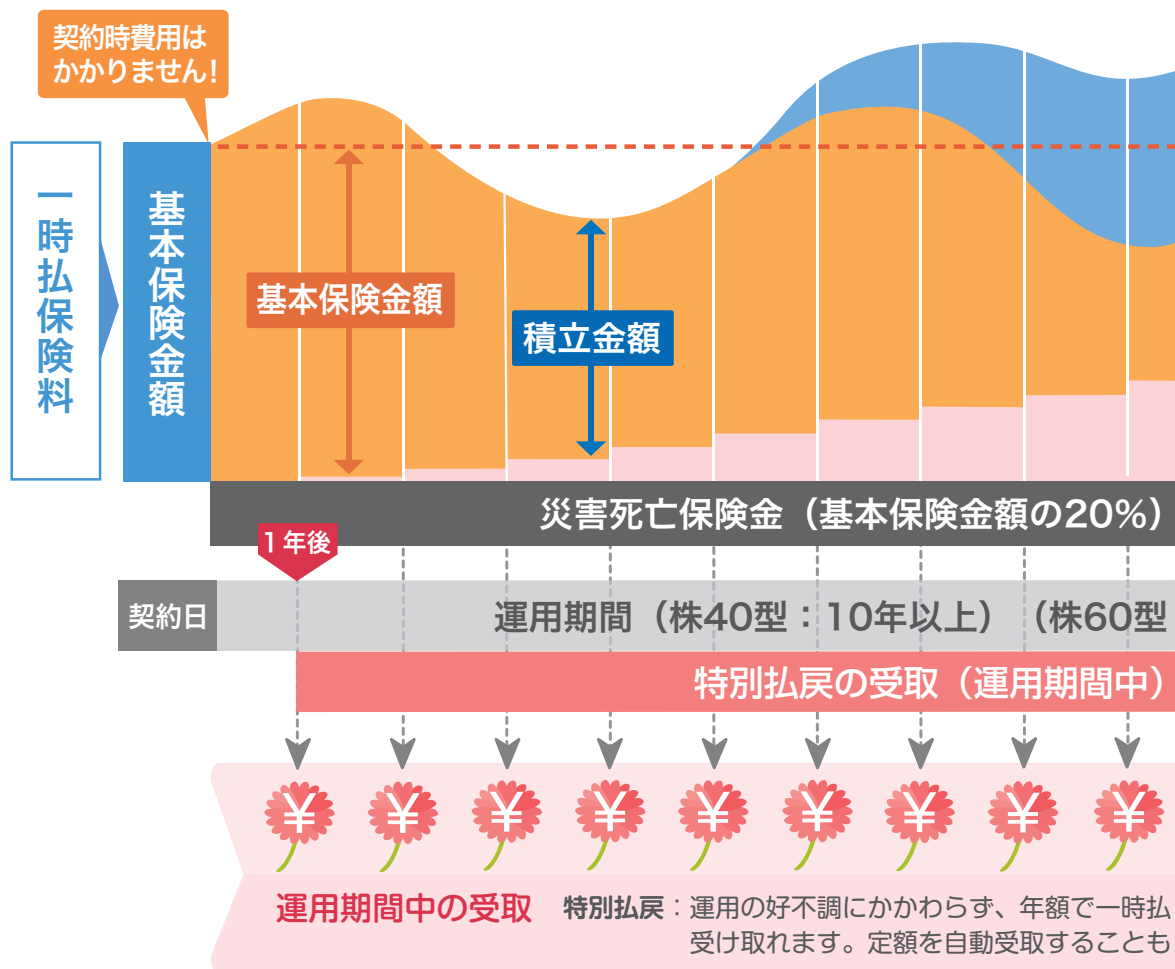 契約時費用は
かかりません!
一時払保険料
基本保険金額
基本保険金額
積立金額
災害死亡保険金（基本保険金額の20%）
1年後
契約日
運用期間（株40型：10年以上）（株60型
特別払戻の受取（運用期間中）
¥ ¥ ¥ ¥ ¥ ¥ ¥ ¥ ¥
運用期間中の受取
特別払戻：運用の好不調にかかわらず、年額で一時払
受け取れます。定額を自動受取することも